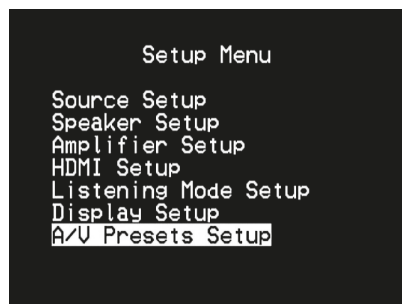 Setup Menu
Source Setup
Speaker Setup
Amplifier Setup
HDMI Setup
Listening Mode Setup
Display Setup
A/V Presets Setup